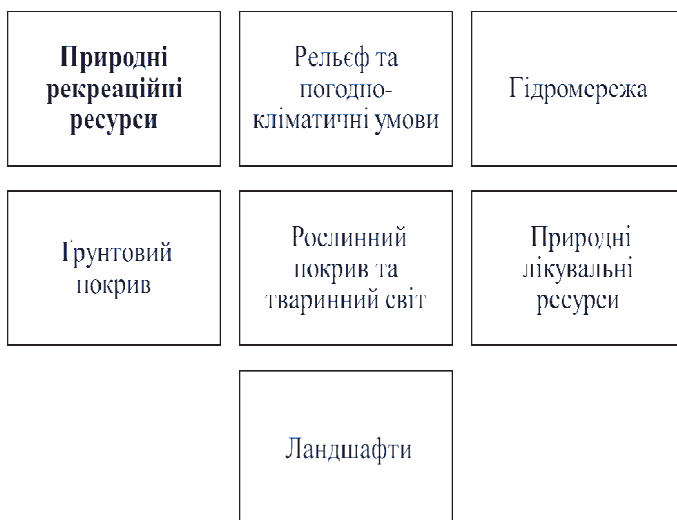 Природні
рекреаційні
ресурси
Рельєф та
погодно-
кліматичні умови
Гідромережа
Ґрунтовий
покрив
Рослинний
покрив та
тваринний світ
Природні
лікувальні
ресурси
Ландшафти